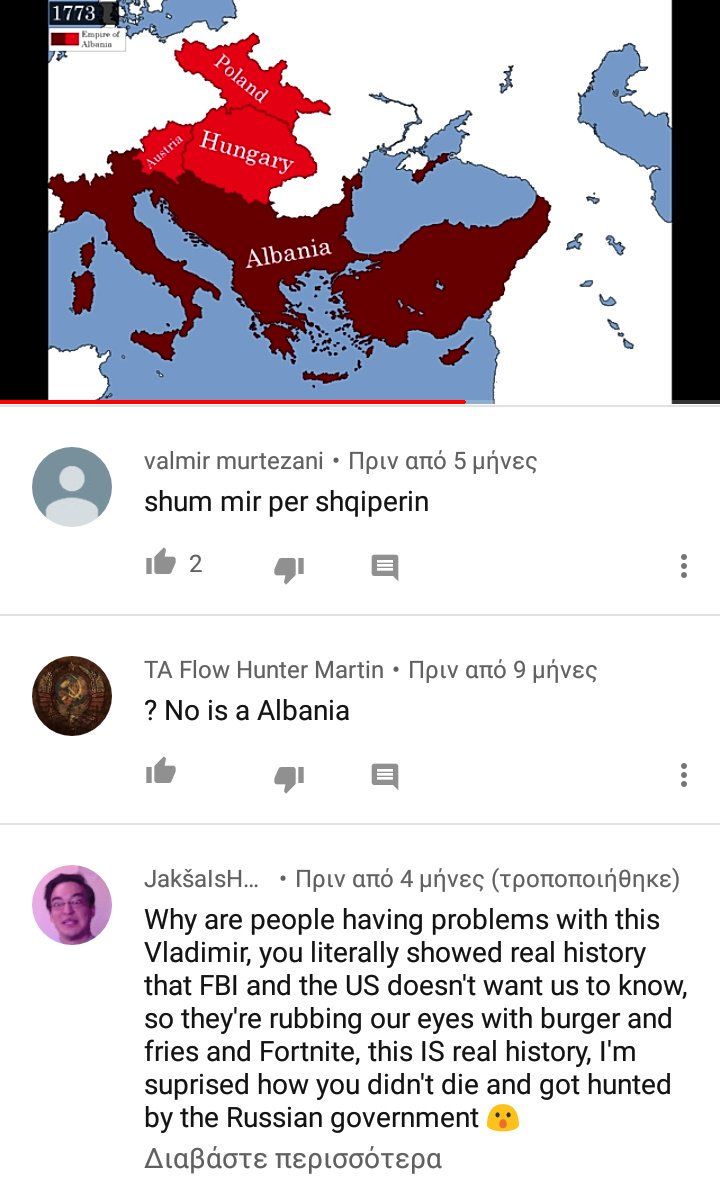 1773
Empire of
Albania
Poland
Austria
Hungary
Albania
valmir murtezani • Πριν από 5 μήνες
shum mir per shqiperin
2
TA Flow Hunter Martin • Πριν από 9 μήνες
? No is a Albania
JakšaIsH... • Πριν από 4 μήνες (τροποποιήθηκε)
Why are people having problems with this
Vladimir, you literally showed real history
that FBI and the US doesn't want us to know,
so they're rubbing our eyes with burger and
fries and Fortnite, this IS real history, I'm
suprised how you didn't die and got hunted
by the Russian government 😮
Διαβάστε περισσότερα